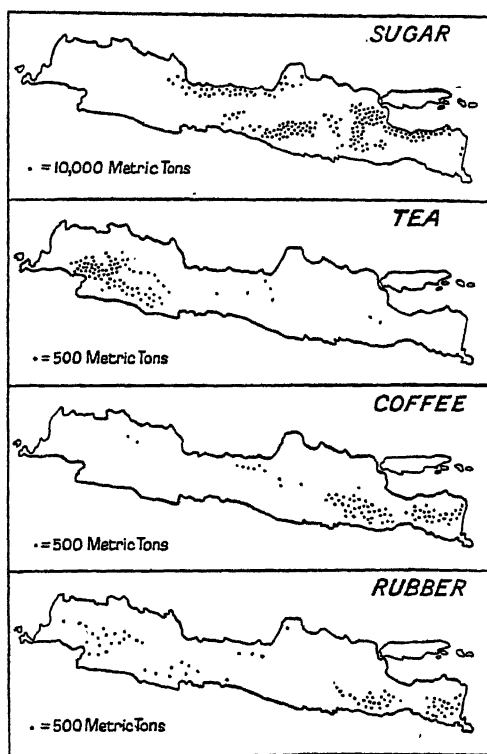 SUGAR
• = 10,000 Metric Tons
TEA
• = 500 Metric Tons
COFFEE
• = 500 Metric Tons
RUBBER
• = 500 Metric Tons